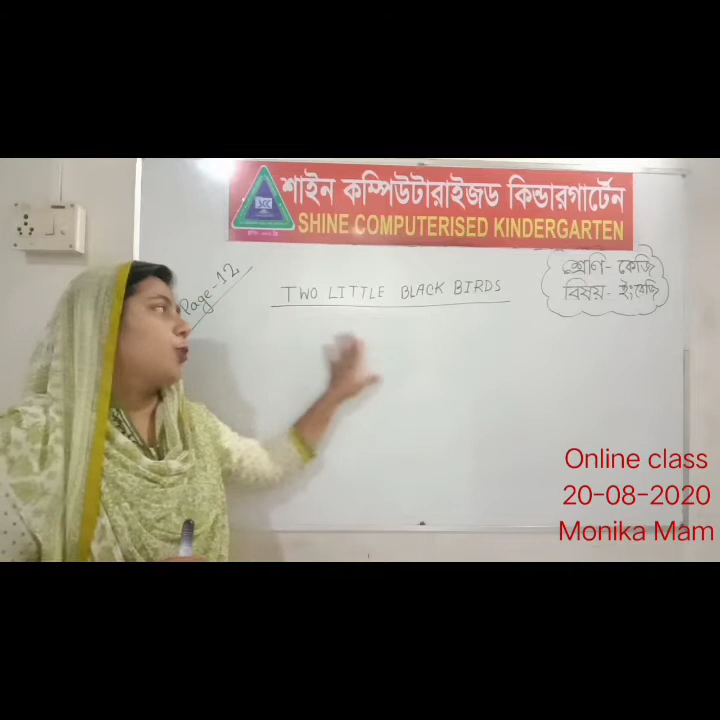 শাইন কম্পিউটারাইজড কিন্ডারগার্টেন
SHINE COMPUTERISED KINDERGARTEN
Page-12
TWO LITTLE BLACK BIRDS
শ্রেণি- কেজি
বিষয়- ইংরেজি
Online class
20-08-2020
Monika Mam